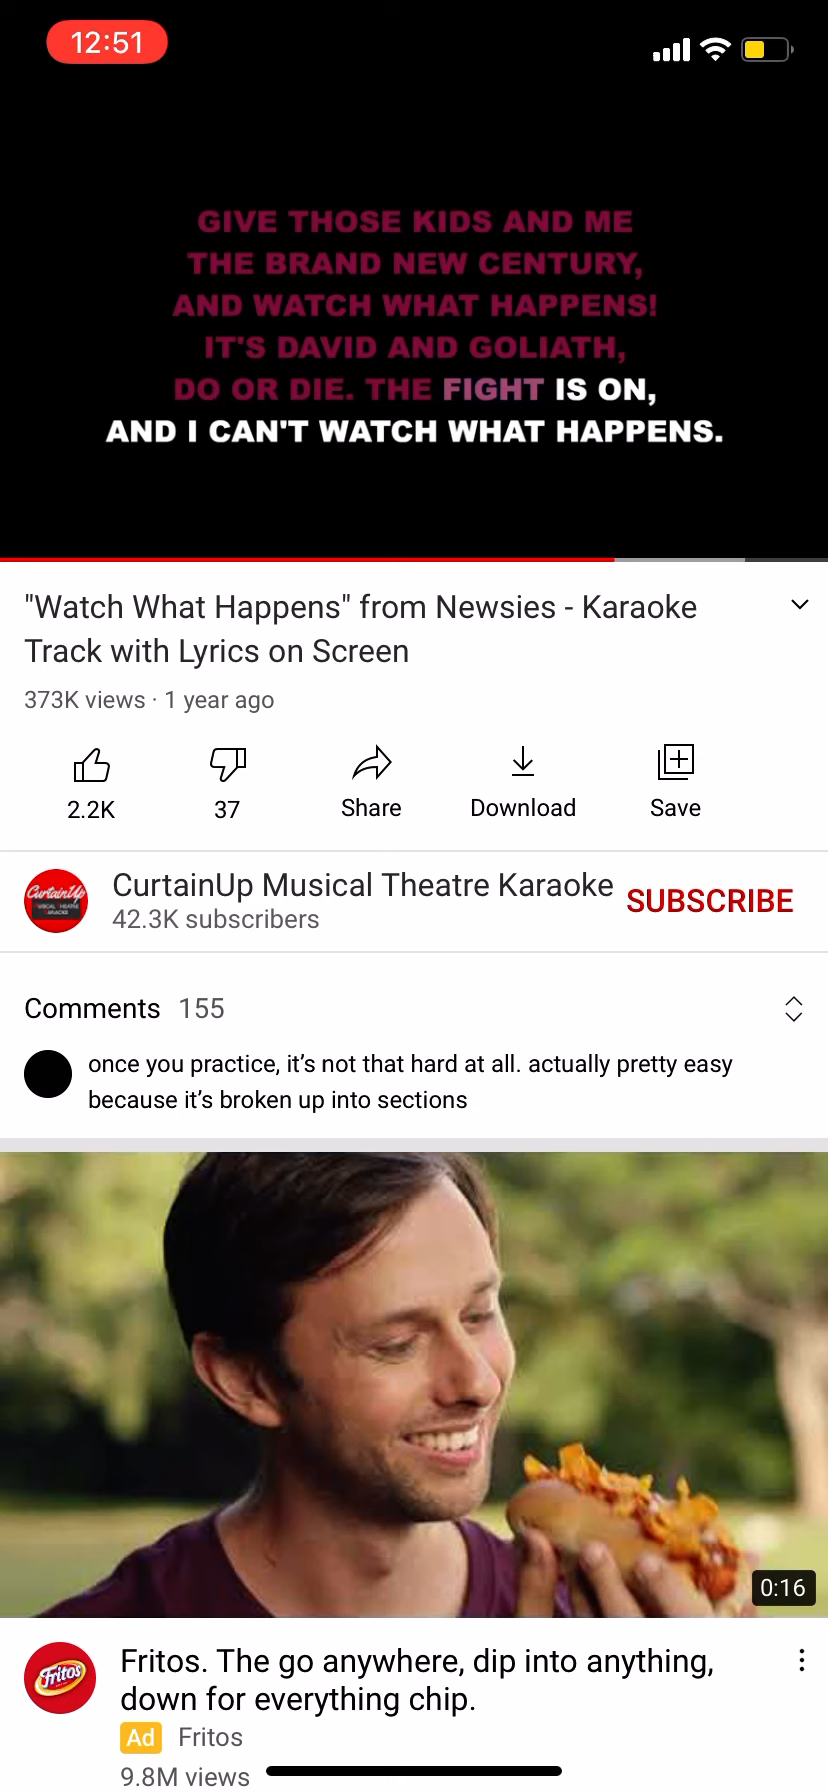 12:51
GIVE THOSE KIDS AND ME
THE BRAND NEW CENTURY,
AND WATCH WHAT HAPPENS!
IT'S DAVID AND GOLIATH,
DO OR DIE. THE FIGHT IS ON,
AND I CAN'T WATCH WHAT HAPPENS.
"Watch What Happens" from Newsies - Karaoke
Track with Lyrics on Screen
373K views · 1 year ago
2.2K 37 Share Download Save
CurtainUp
CurtainUp Musical Theatre Karaoke SUBSCRIBE
42.3K subscribers
Comments 155
once you practice, it’s not that hard at all. actually pretty easy
because it’s broken up into sections
0:16
Fritos
Fritos. The go anywhere, dip into anything,
down for everything chip.
Ad Fritos
9.8M views